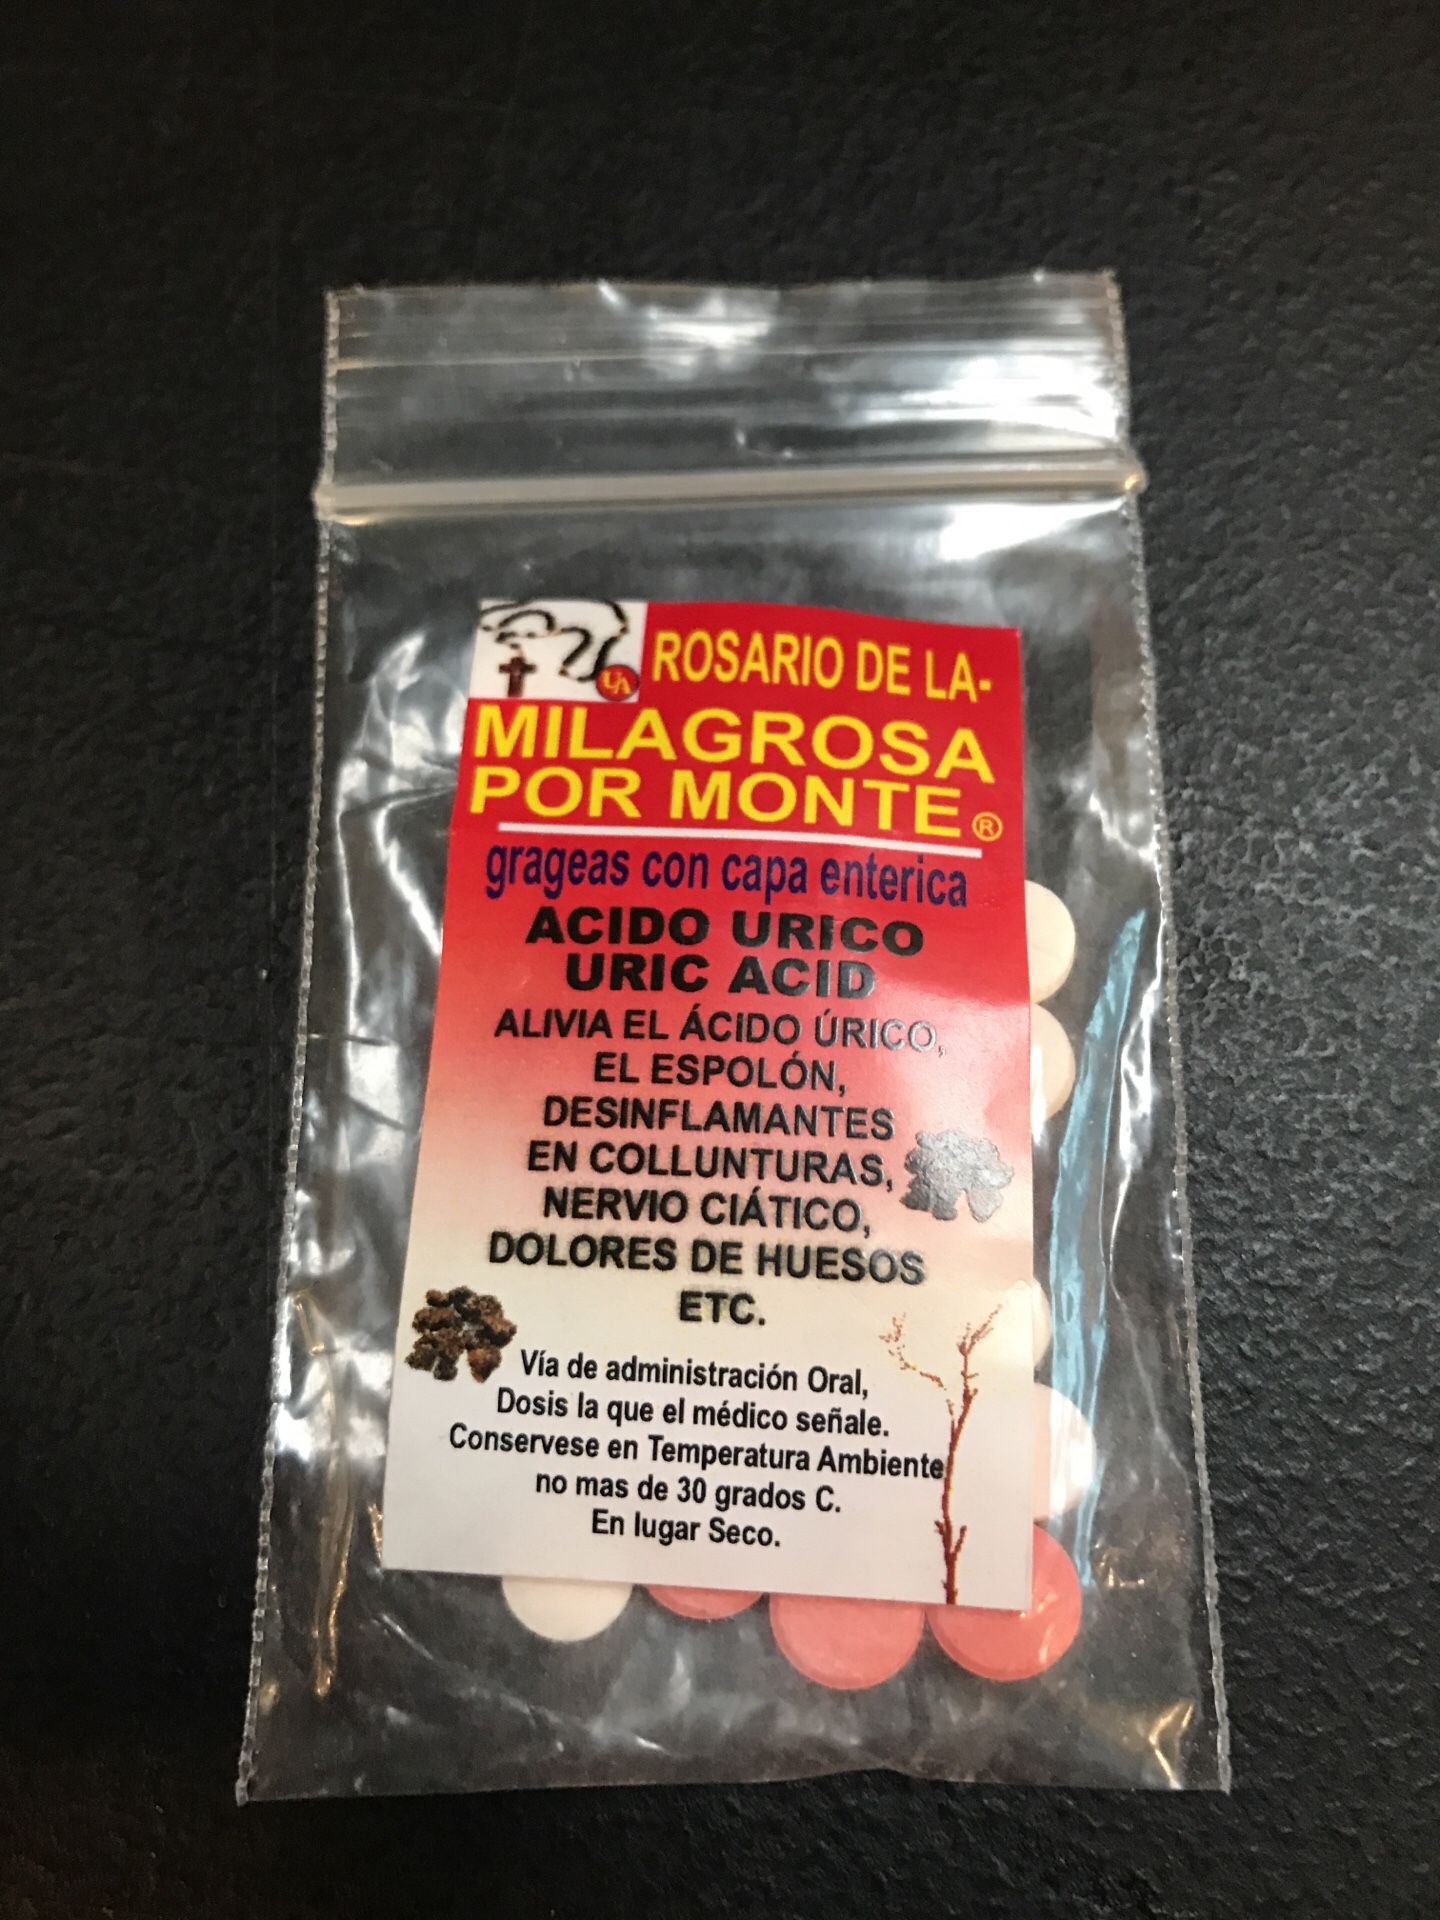 UA
ROSARIO DE LA-
MILAGROSA
POR MONTE ®
grageas con capa enterica
ACIDO URICO
URIC ACID
ALIVIA EL ÁCIDO ÚRICO,
EL ESPOLÓN,
DESINFLAMANTES
EN COLLUNTURAS,
NERVIO CIÁTICO,
DOLORES DE HUESOS
ETC.
Vía de administración Oral,
Dosis la que el médico señale.
Conservese en Temperatura Ambiente
no mas de 30 grados C.
En lugar Seco.